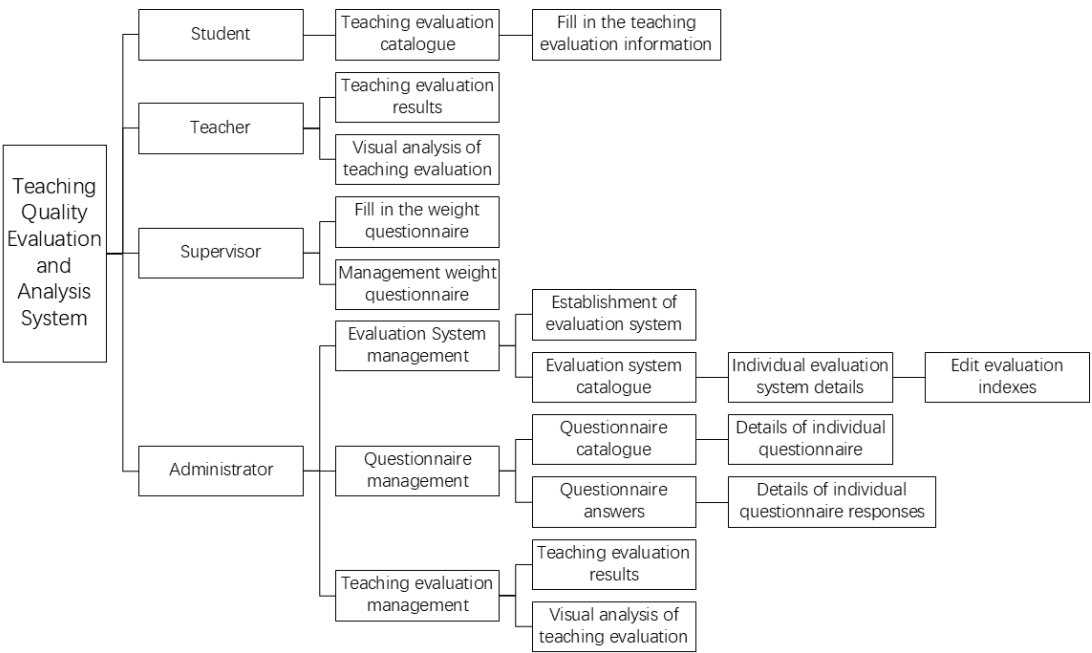 Teaching
Quality
Evaluation
and
Analysis
System
Student
Teaching evaluation
catalogue
Fill in the teaching
evaluation information
Teacher
Teaching evaluation
results
Visual analysis of
teaching evaluation
Supervisor
Fill in the weight
questionnaire
Management weight
questionnaire
Administrator
Evaluation System
management
Establishment of
evaluation system
Evaluation system
catalogue
Individual evaluation
system details
Edit evaluation
indexes
Questionnaire
management
Questionnaire
catalogue
Details of individual
questionnaire
Questionnaire
answers
Details of individual
questionnaire responses
Teaching evaluation
management
Teaching evaluation
results
Visual analysis of
teaching evaluation